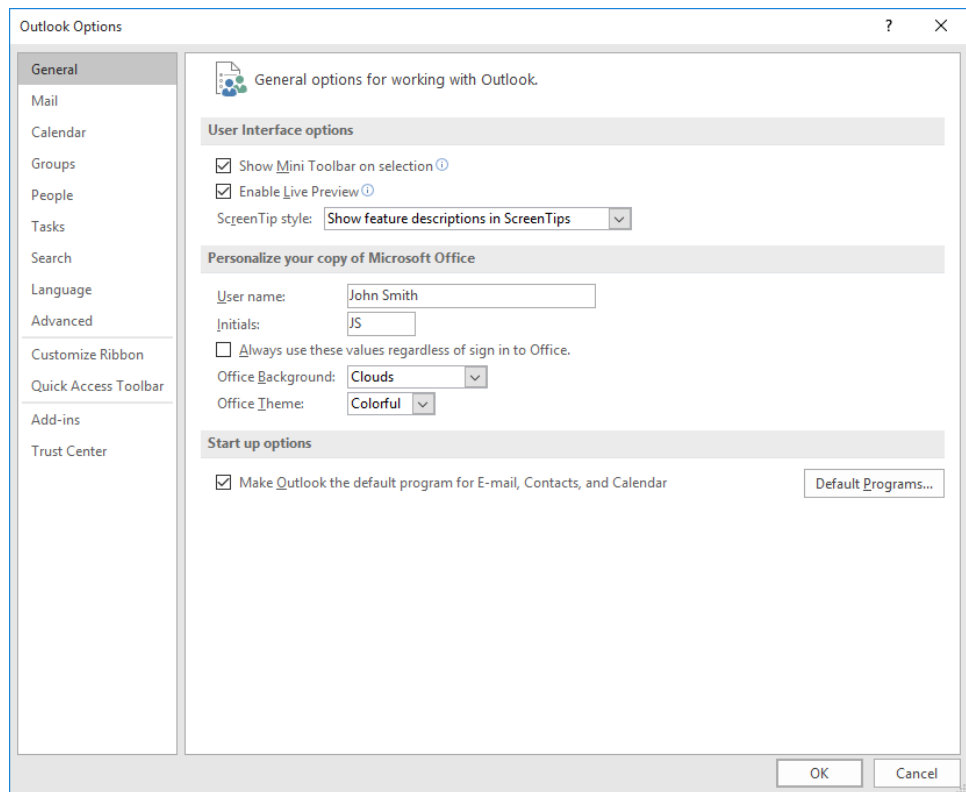 Outlook Options ?
General
Mail
Calendar
Groups
People
Tasks
Search
Language
Advanced
Customize Ribbon
Quick Access Toolbar
Add-ins
Trust Center
General options for working with Outlook.
User Interface options
Show Mini Toolbar on selection
Enable Live Preview
ScreenTip style: Show feature descriptions in ScreenTips
Personalize your copy of Microsoft Office
User name: John Smith
Initials: JS
Always use these values regardless of sign in to Office.
Office Background: Clouds
Office Theme: Colorful
Start up options
Make Outlook the default program for E-mail, Contacts, and Calendar Default Programs...
OK Cancel